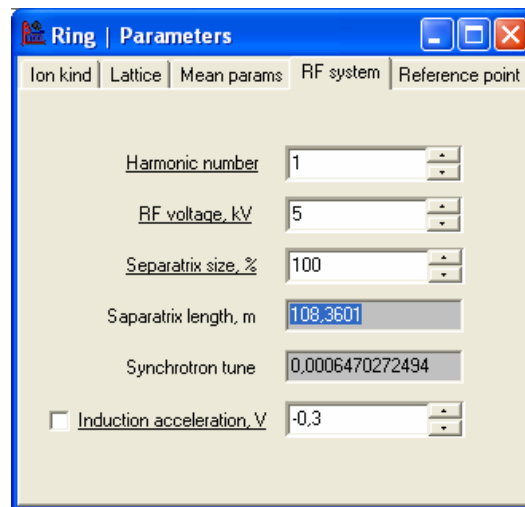 Ring | Parameters
Ion kind Lattice Mean params RF system Reference point
Harmonic number 1
RF voltage, kV 5
Separatrix size, % 100
Saparatrix length, m 108,3601
Synchrotron tune 0,0006470272494
Induction acceleration, V -0,3